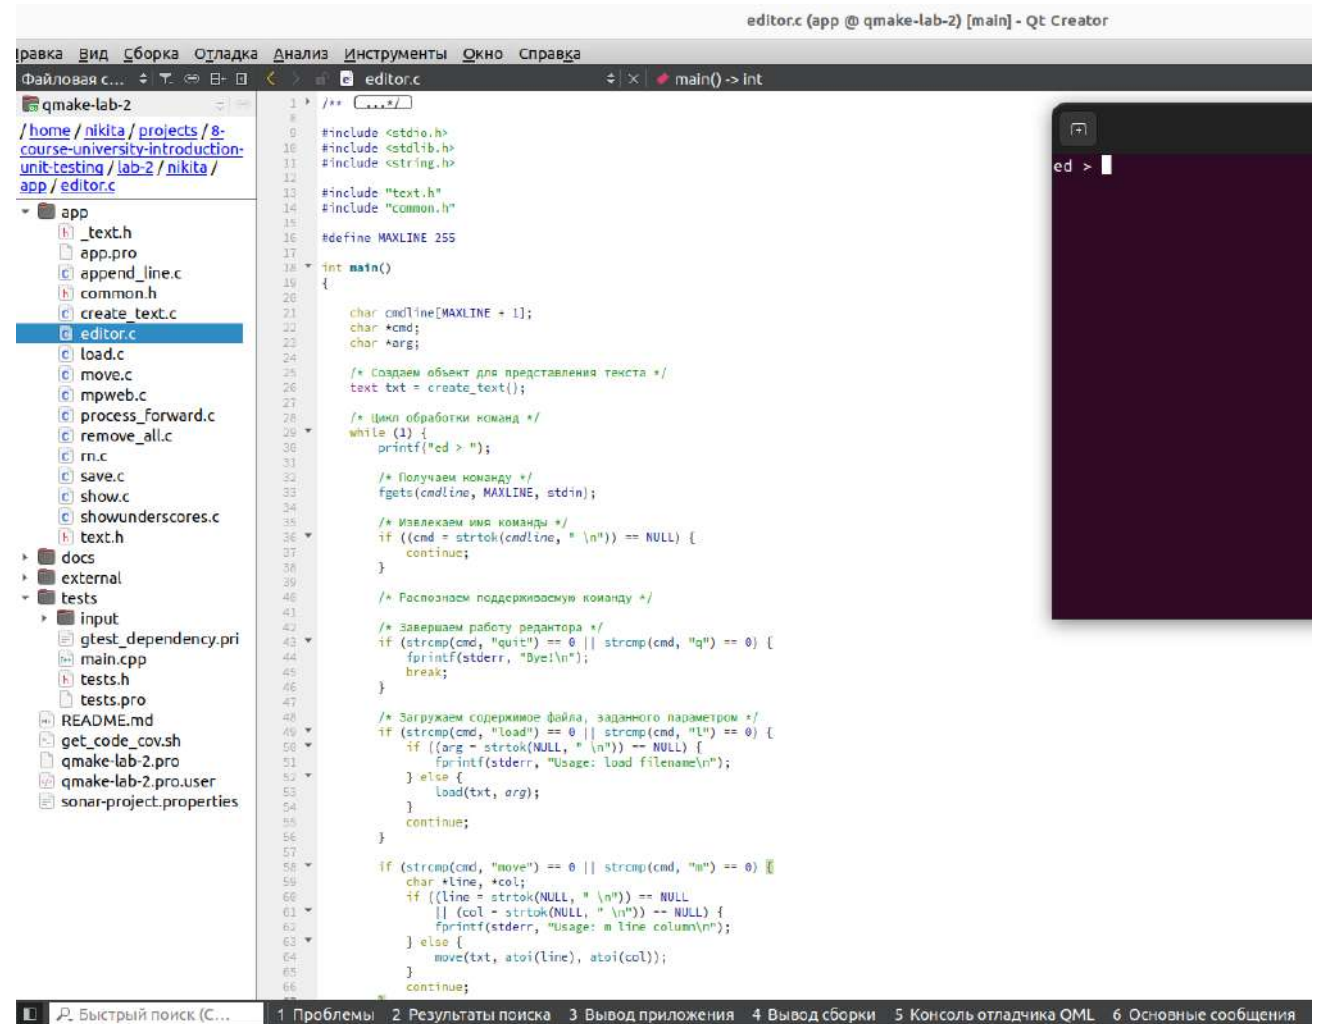 editor.c (app @ qmake-lab-2) [main] - Qt Creator
равка Вид Сборка Отладка Анализ Инструменты Окно Справка
Файловая с... editor.c main() -> int
qmake-lab-2
/ home / nikita / projects / 8-
course-university-introduction-
unit-testing / lab-2 / nikita /
app / editor.c
app
_text.h
app.pro
append_line.c
common.h
create_text.c
editor.c
load.c
move.c
mpweb.c
process_forward.c
remove_all.c
rn.c
save.c
show.c
showunderscores.c
text.h
docs
external
tests
input
gtest_dependency.pri
main.cpp
tests.h
tests.pro
README.md
get_code_cov.sh
qmake-lab-2.pro
qmake-lab-2.pro.user
sonar-project.properties
1 /** ...*/
8
9 #include <stdio.h>
10 #include <stdlib.h>
11 #include <string.h>
12
13 #include "text.h"
14 #include "common.h"
15
16 #define MAXLINE 255
17
18 int main()
19 {
20
21 char cmdline[MAXLINE + 1];
22 char *cmd;
23 char *arg;
24
25 /* Создаем объект для представления текста */
26 text txt = create_text();
27
28 /* Цикл обработки команд */
29 while (1) {
30 printf("ed > ");
31
32 /* Получаем команду */
33 fgets(cmdline, MAXLINE, stdin);
34
35 /* Извлекаем имя команды */
36 if ((cmd = strtok(cmdline, " \n")) == NULL) {
37 continue;
38 }
39
40 /* Распознаем поддерживаемую команду */
41
42 /* Завершаем работу редактора */
43 if (strcmp(cmd, "quit") == 0 || strcmp(cmd, "q") == 0) {
44 fprintf(stderr, "Bye!\n");
45 break;
46 }
47
48 /* Загружаем содержимое файла, заданного параметром */
49 if (strcmp(cmd, "load") == 0 || strcmp(cmd, "l") == 0) {
50 if ((arg = strtok(NULL, " \n")) == NULL) {
51 fprintf(stderr, "Usage: load filename\n");
52 } else {
53 load(txt, arg);
54 }
55 continue;
56 }
57
58 if (strcmp(cmd, "move") == 0 || strcmp(cmd, "m") == 0) {
59 char *line, *col;
60 if ((line = strtok(NULL, " \n")) == NULL
61 || (col = strtok(NULL, " \n")) == NULL) {
62 fprintf(stderr, "Usage: m line column\n");
63 } else {
64 move(txt, atoi(line), atoi(col));
65 }
66 continue;
ed >
Быстрый поиск (С... 1 Проблемы 2 Результаты поиска 3 Вывод приложения 4 Вывод сборки 5 Консоль отладчика QML 6 Основные сообщения